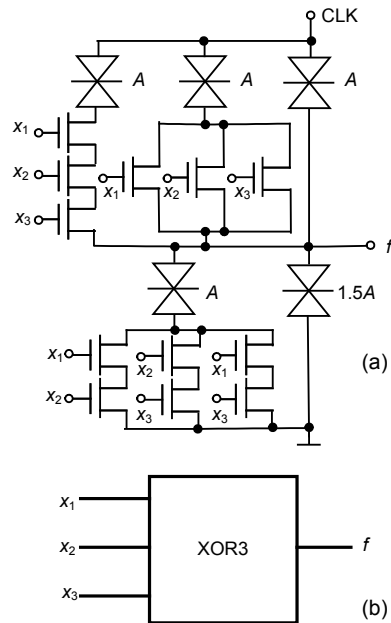 CLK
A A A
x1
x2
x3
x1 x2 x3
f
A 1.5A
x1 x2 x1
x2 x3 x3
(a)
x1
x2 XOR3 f
x3
(b)